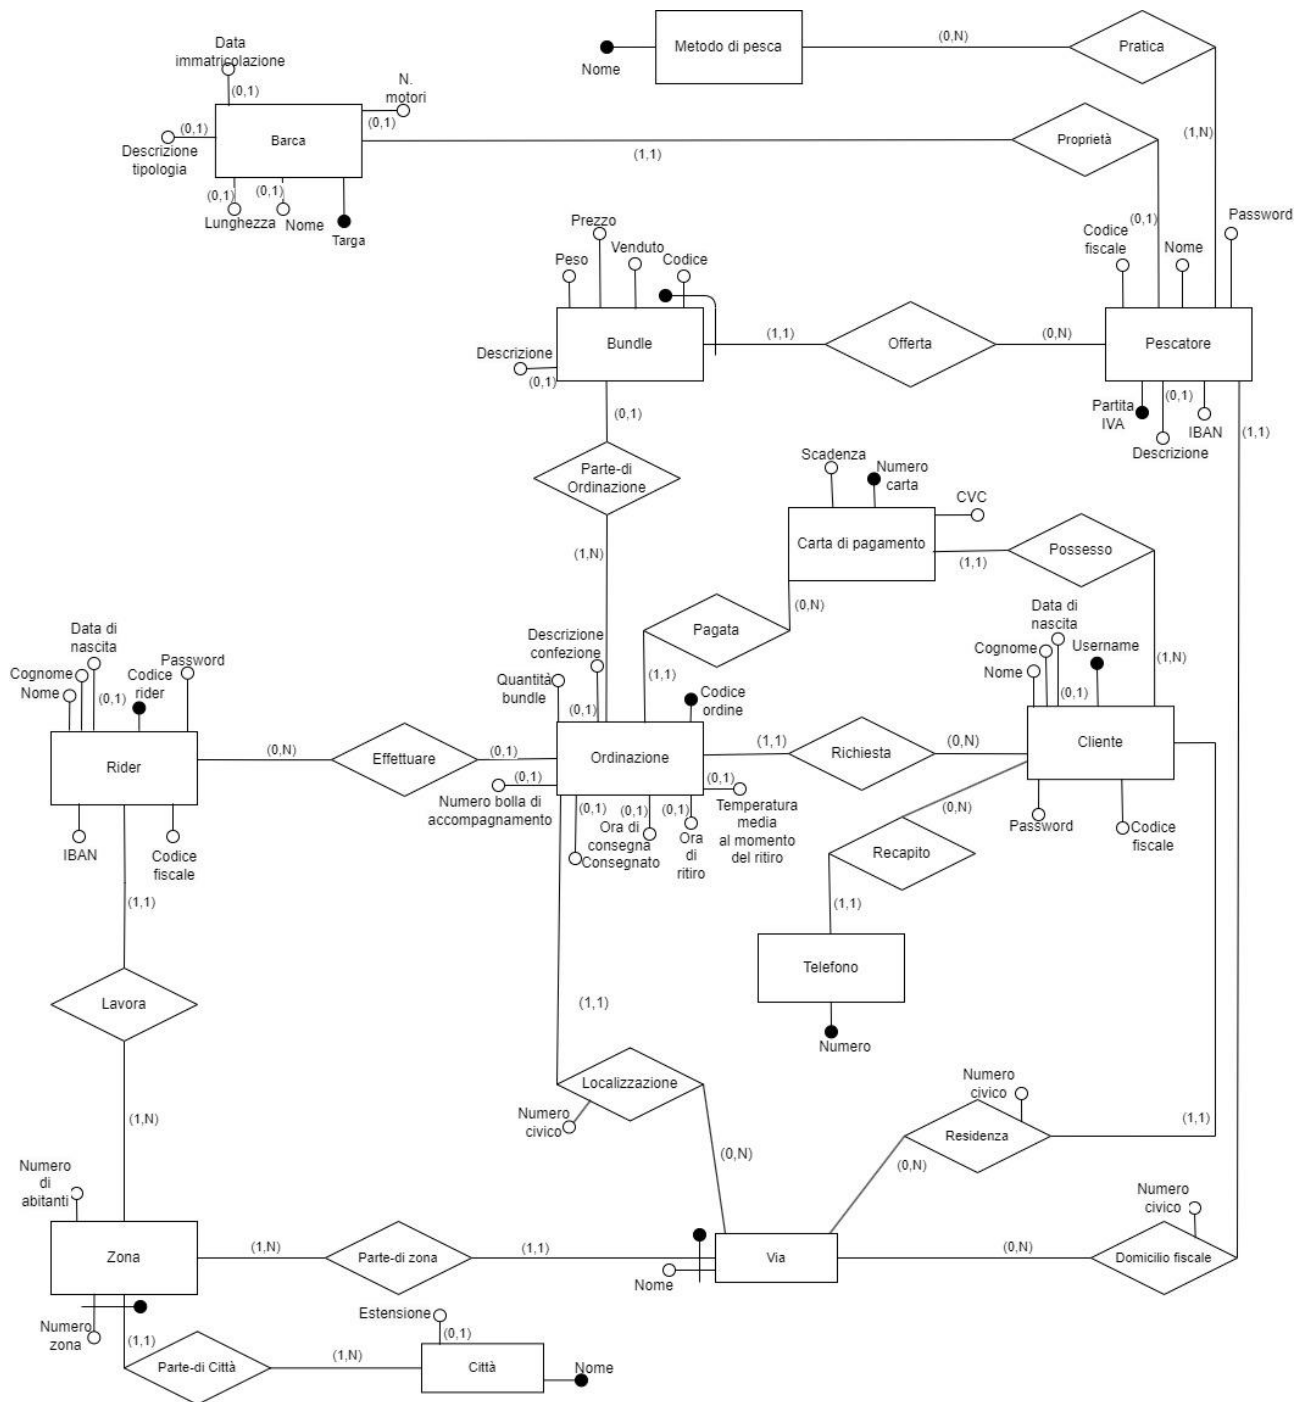 Data
immatricolazione
(0,1)
N.
motori
(0,1)
(0,1)
Descrizione
tipologia
Barca
(0,1)
Lunghezza
(0,1)
Nome
Targa
(1,1)
Proprietà
(0,1)
Nome
Metodo di pesca
(0,N)
Pratica
(1,N)
Prezzo
Peso
Venduto
Codice
Descrizione
(0,1)
Bundle
(1,1)
Offerta
(0,N)
Codice
fiscale
Nome
Password
Pescatore
Partita
IVA
(0,1)
Descrizione
IBAN
(1,1)
(0,1)
Parte-di
Ordinazione
(1,N)
Scadenza
Numero
carta
CVC
Carta di pagamento
(1,1)
Possesso
(1,N)
(0,N)
Pagata
(1,1)
Data di
nascita
Cognome
Nome
(0,1)
Codice
rider
Password
Rider
IBAN
Codice
fiscale
(0,N)
Effettuare
(0,1)
Descrizione
confezione
(0,1)
Quantità
bundle
Codice
ordine
Ordinazione
(0,1)
Numero bolla di
accompagnamento
(0,1)
(0,1)
(0,1)
(0,1)
Ora di
consegna
Consegnato
Ora
di
ritiro
Temperatura
media
al momento
del ritiro
(1,1)
Richiesta
(0,N)
Data di
nascita
Cognome
Nome
(0,1)
Username
Cliente
Password
Codice
fiscale
(0,N)
Recapito
(1,1)
Telefono
Numero
(1,1)
Lavora
(1,N)
(1,1)
Localizzazione
Numero
civico
(0,N)
Numero
civico
Residenza
(0,N)
(1,1)
Numero
di
abitanti
Zona
Numero
zona
(1,N)
Parte-di zona
(1,1)
Nome
Via
(0,N)
Numero
civico
Domicilio fiscale
(1,1)
Parte-di Città
(1,N)
Estensione
(0,1)
Città
Nome